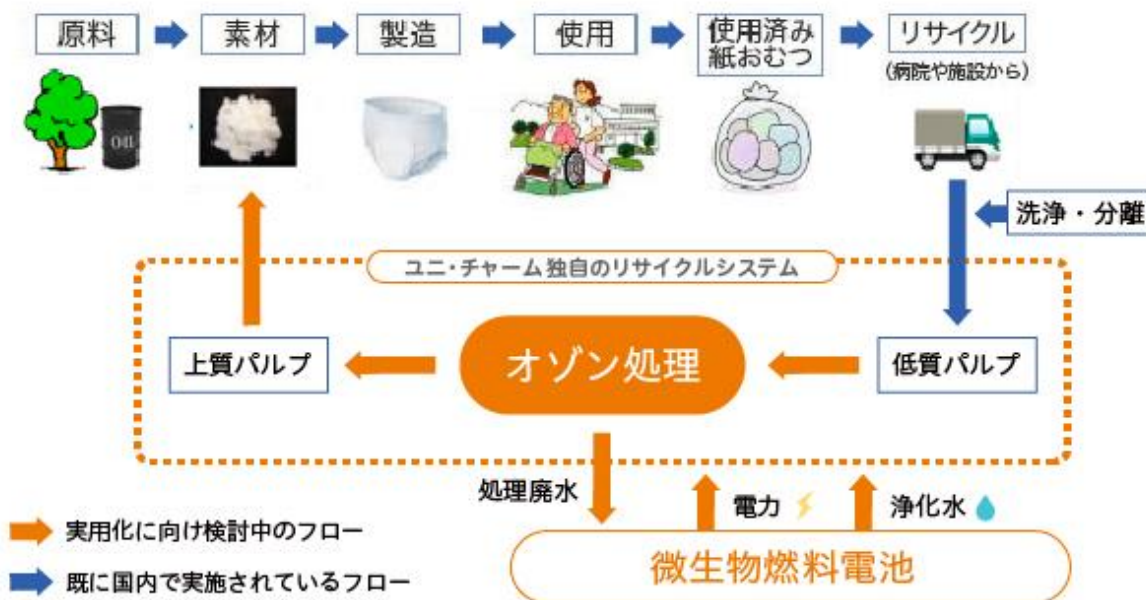 原料
素材
製造
使用
使用済み
紙おむつ
リサイクル
(病院や施設から)
OIL
洗浄・分離
ユニ・チャーム独自のリサイクルシステム
上質パルプ
オゾン処理
低質パルプ
処理廃水
電力
浄化水
実用化に向け検討中のフロー
微生物燃料電池
既に国内で実施されているフロー